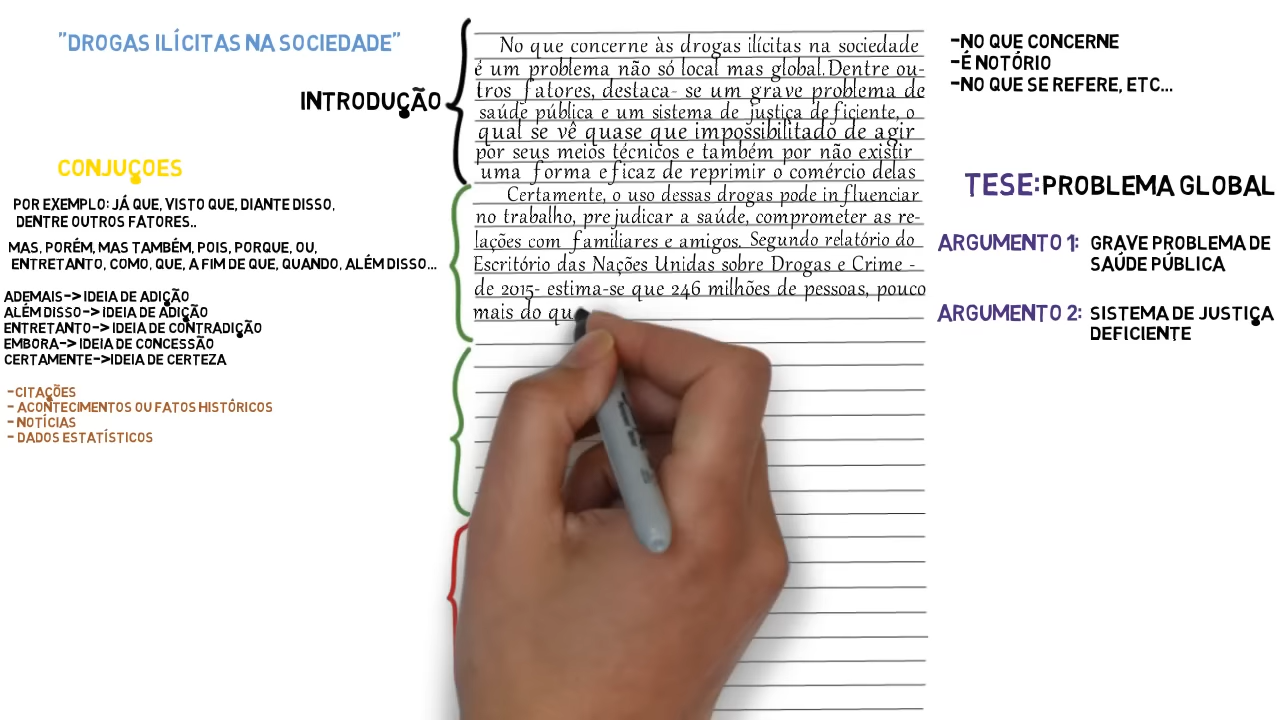 "DROGAS ILÍCITAS NA SOCIEDADE"
INTRODUÇÃO
CONJUÇOES
POR EXEMPLO: JÁ QUE, VISTO QUE, DIANTE DISSO,
DENTRE OUTROS FATORES..
MAS, PORÉM, MAS TAMBÉM, POIS, PORQUE, OU,
ENTRETANTO, COMO, QUE, A FIM DE QUE, QUANDO, ALÉM DISSO...
ADEMAIS-> IDEIA DE ADIÇÃO
ALÉM DISSO-> IDEIA DE ADIÇÃO
ENTRETANTO-> IDEIA DE CONTRADIÇÃO
EMBORA-> IDEIA DE CONCESSÃO
CERTAMENTE->IDEIA DE CERTEZA
-CITAÇÕES
- ACONTECIMENTOS OU FATOS HISTÓRICOS
- NOTÍCIAS
- DADOS ESTATÍSTICOS
No que concerne às drogas ilícitas na sociedade
é um problema não só local mas global.Dentre ou-
tros fatores, destaca- se um grave problema de
saúde pública e um sistema de justiça deficiente, o
qual se vê quase que impossibilitado de agir
por seus meios técnicos e também por não existir
uma forma eficaz de reprimir o comércio delas
Certamente, o uso dessas drogas pode influenciar
no trabalho, prejudicar a saúde, comprometer as re-
lações com familiares e amigos. Segundo relatório do
Escritório das Nações Unidas sobre Drogas e Crime -
de 2015- estima-se que 246 milhões de pessoas, pouco
mais do qu
-NO QUE CONCERNE
-É NOTÓRIO
-NO QUE SE REFERE, ETC...
TESE:PROBLEMA GLOBAL
ARGUMENTO 1: GRAVE PROBLEMA DE
SAÚDE PÚBLICA
ARGUMENTO 2: SISTEMA DE JUSTIÇA
DEFICIENTE